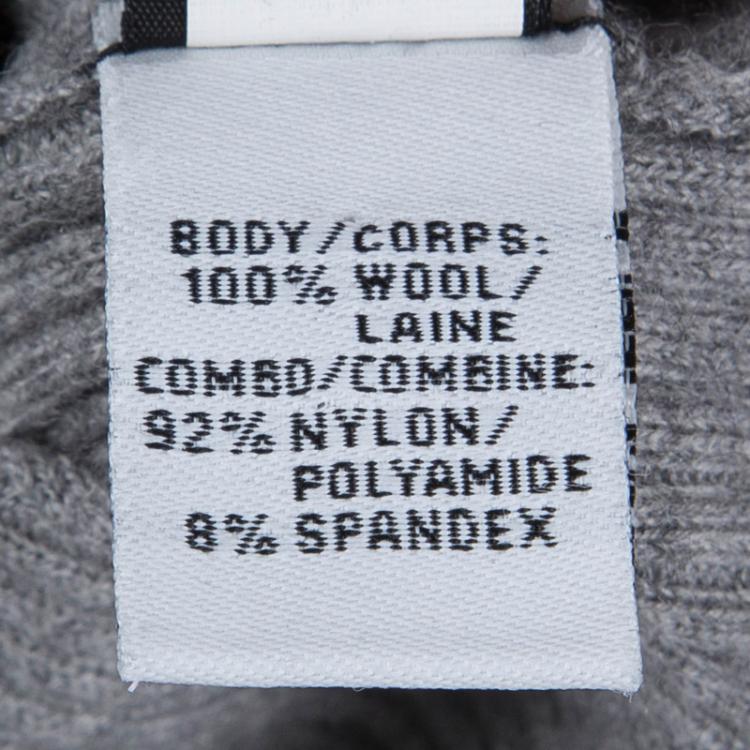 BODY/CORPS:
100% WOOL/
LAINE
COMBO/COMBINE:
92% NYLON/
POLYAMIDE
8% SPANDEX